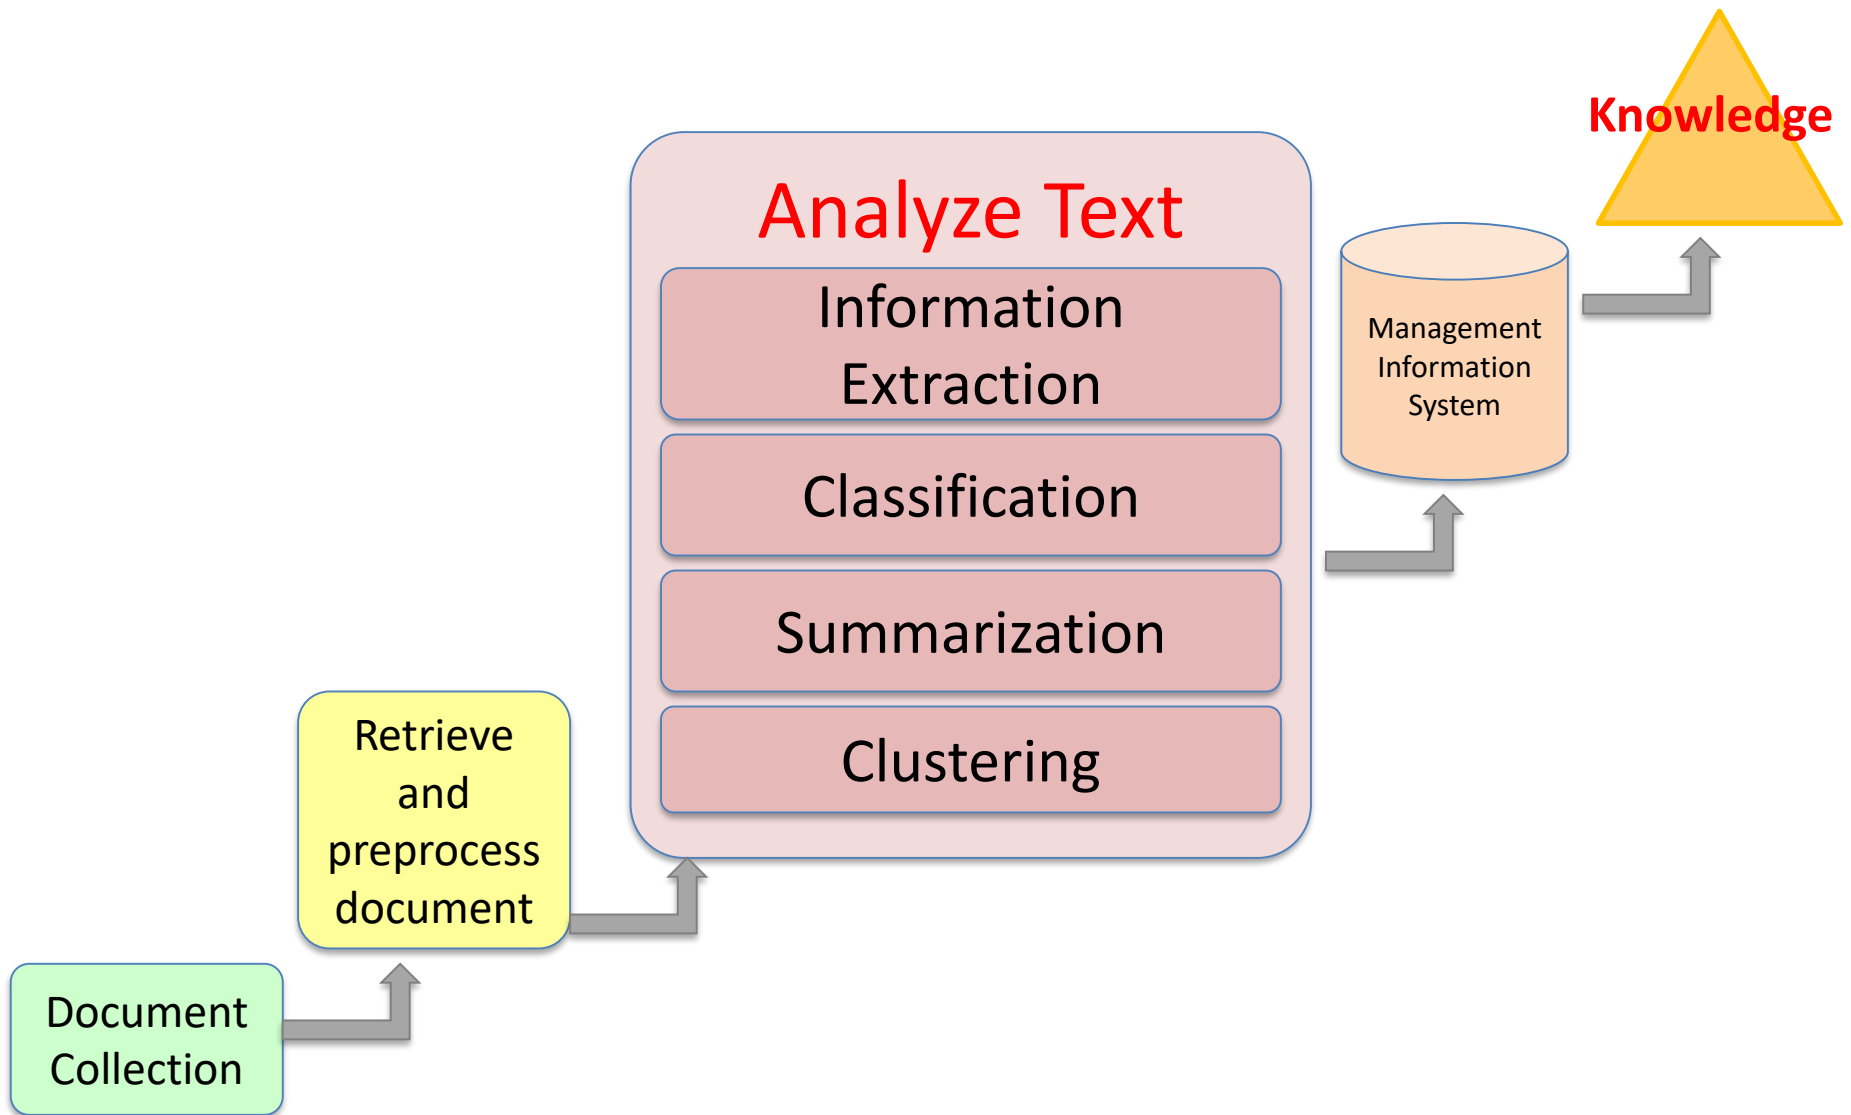 Knowledge
Analyze Text
Information
Extraction
Classification
Summarization
Clustering
Management
Information
System
Retrieve
and
preprocess
document
Document
Collection